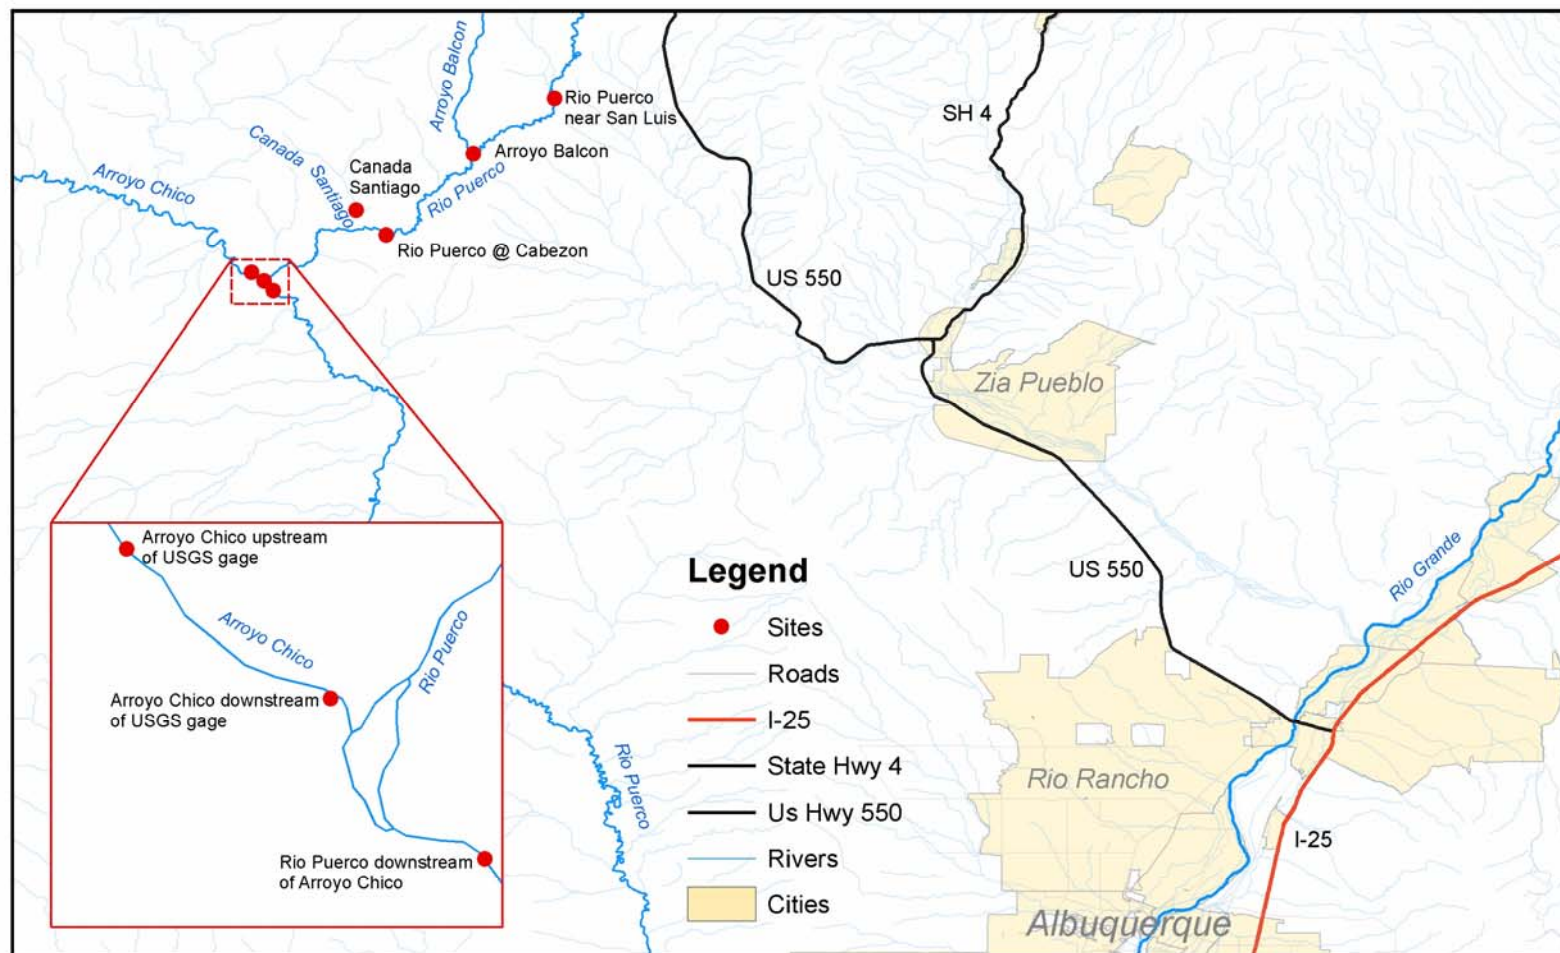 Arroyo Balcon
Rio Puerco
near San Luis
SH 4
Canada Santiago
Arroyo Balcon
Canada
Santiago
Arroyo Chico
Rio Puerco
Rio Puerco @ Cabezon
US 550
Zia Pueblo
Arroyo Chico upstream
of USGS gage
Arroyo Chico
Rio Puerco
Arroyo Chico downstream
of USGS gage
Rio Puerco downstream
of Arroyo Chico
Rio Puerco
Legend
Sites
Roads
I-25
State Hwy 4
Us Hwy 550
Rivers
Cities
US 550
Rio Grande
Rio Rancho
I-25
Albuquerque